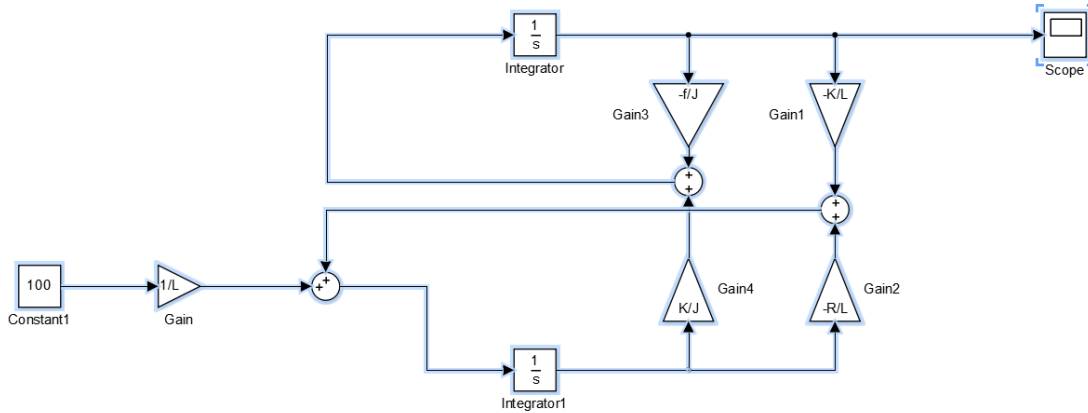 1
s
Integrator
Scope
-f/J
Gain3
-K/L
Gain1
+
+
+
+
100
Constant1
1/L
Gain
+
+
K/J
Gain4
-R/L
Gain2
1
s
Integrator1